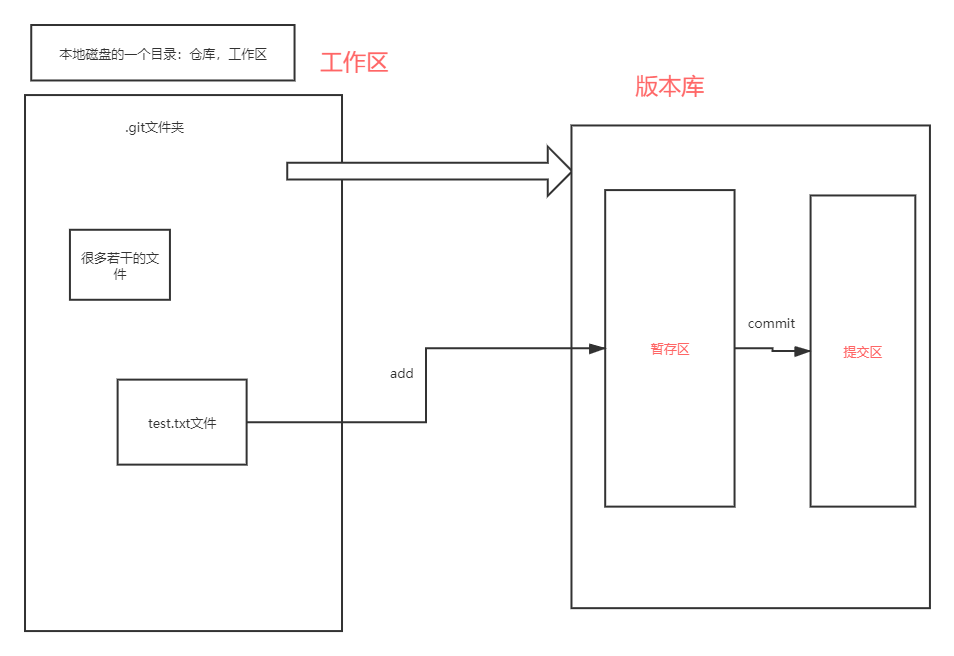 本地磁盘的一个目录：仓库，工作区
工作区
版本库
.git文件夹
很多若干的文
件
commit
暂存区
提交区
add
test.txt文件